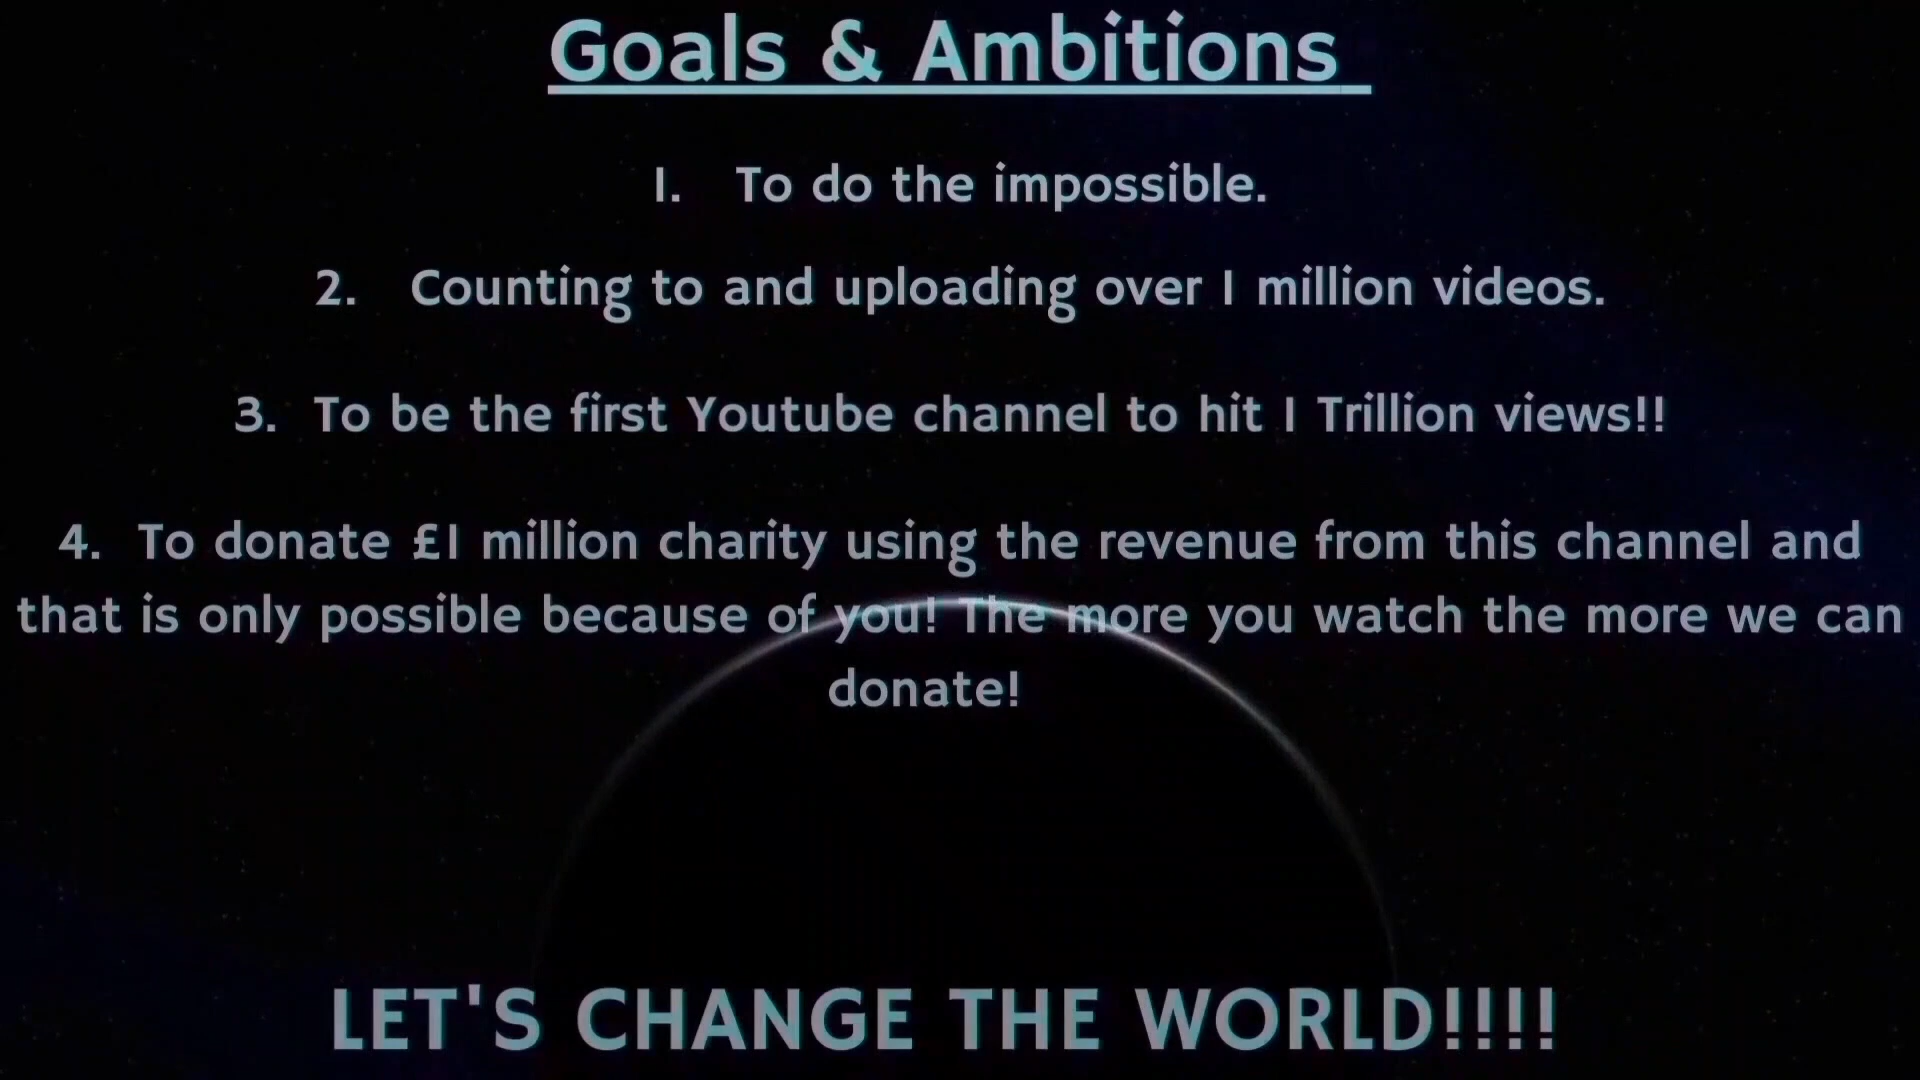 Goals & Ambitions
1. To do the impossible.
2. Counting to and uploading over 1 million videos.
3. To be the first Youtube channel to hit 1 Trillion views!!
4. To donate £1 million charity using the revenue from this channel and
that is only possible because of you! The more you watch the more we can
donate!
LET'S CHANGE THE WORLD!!!!